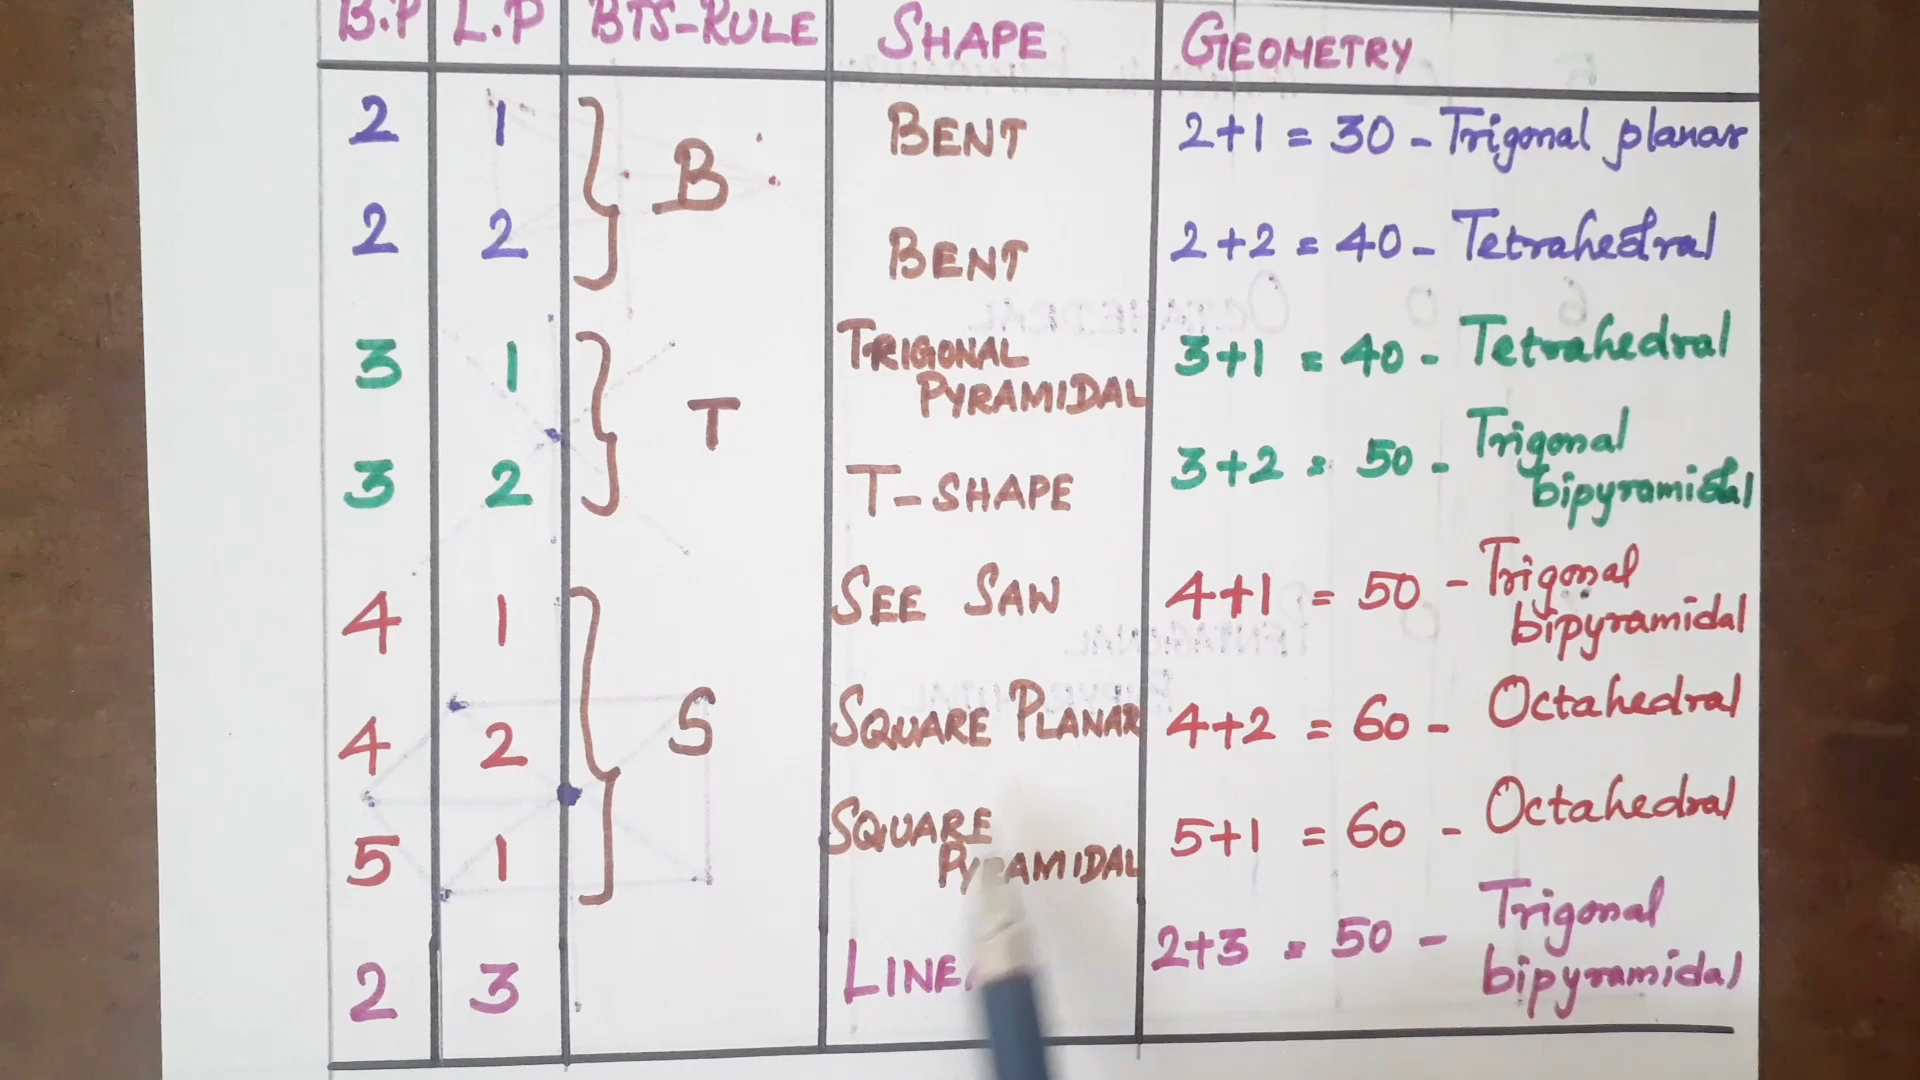 B.P L.P BTS-RULE SHAPE GEOMETRY
2 1 BENT 2+1 = 30 - Trigonal planar
B
2 2 BENT 2+2 = 40 - Tetrahedral
3 1 TRIGONAL PYRAMIDAL 3+1 = 40 - Tetrahedral
T
3 2 T-SHAPE 3+2 = 50 - Trigonal bipyramidal
4 1 SEE SAW 4+1 = 50 - Trigonal bipyramidal
S
4 2 SQUARE PLANAR 4+2 = 60 - Octahedral
5 1 SQUARE PYRAMIDAL 5+1 = 60 - Octahedral
2 3 2+3 = 50 - Trigonal bipyramidal